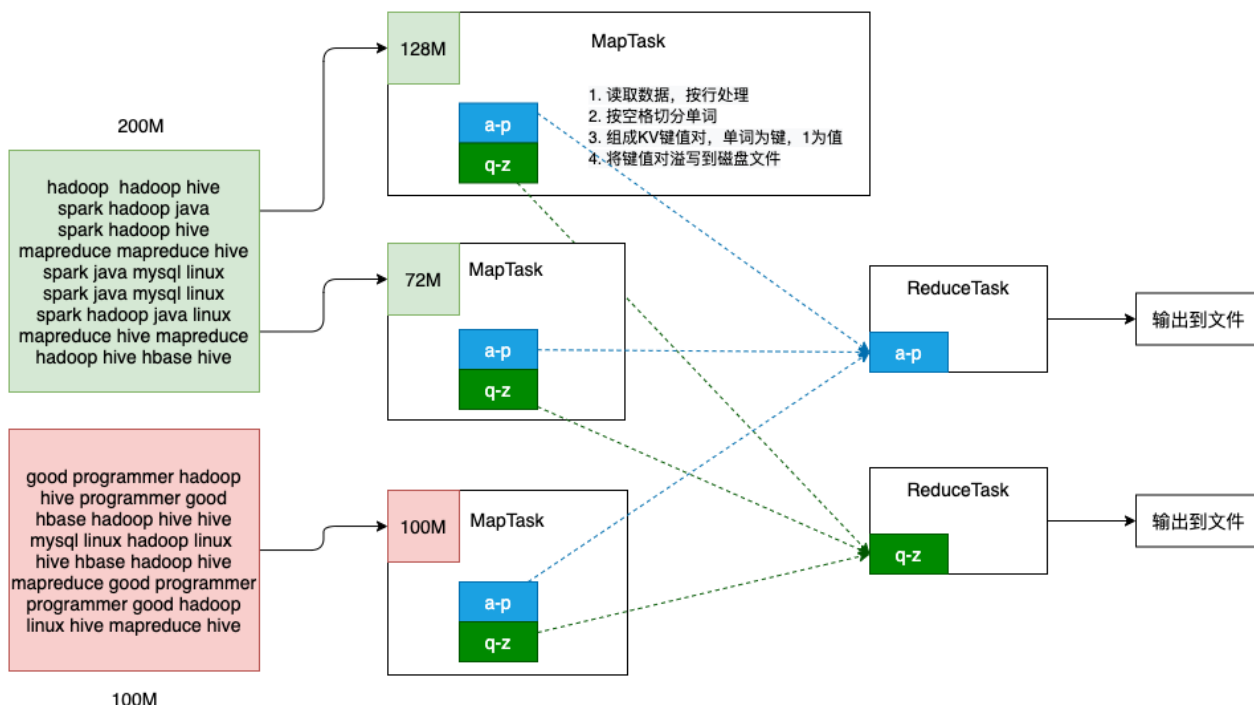 200M
hadoop  hadoop hive
spark hadoop java
spark hadoop hive
mapreduce mapreduce hive
spark java mysql linux
spark java mysql linux
spark hadoop java linux
mapreduce hive mapreduce
hadoop hive hbase hive
good programmer hadoop
hive programmer good
hbase hadoop hive hive
mysql linux hadoop linux
hive hbase hadoop hive
mapreduce good programmer
programmer good hadoop
linux hive mapreduce hive
100M
128M
MapTask
1. 读取数据，按行处理
2. 按空格切分单词
3. 组成KV键值对，单词为键，1为值
4. 将键值对溢写到磁盘文件
a-p
q-z
72M
MapTask
a-p
q-z
100M
MapTask
a-p
q-z
ReduceTask
a-p
输出到文件
ReduceTask
q-z
输出到文件